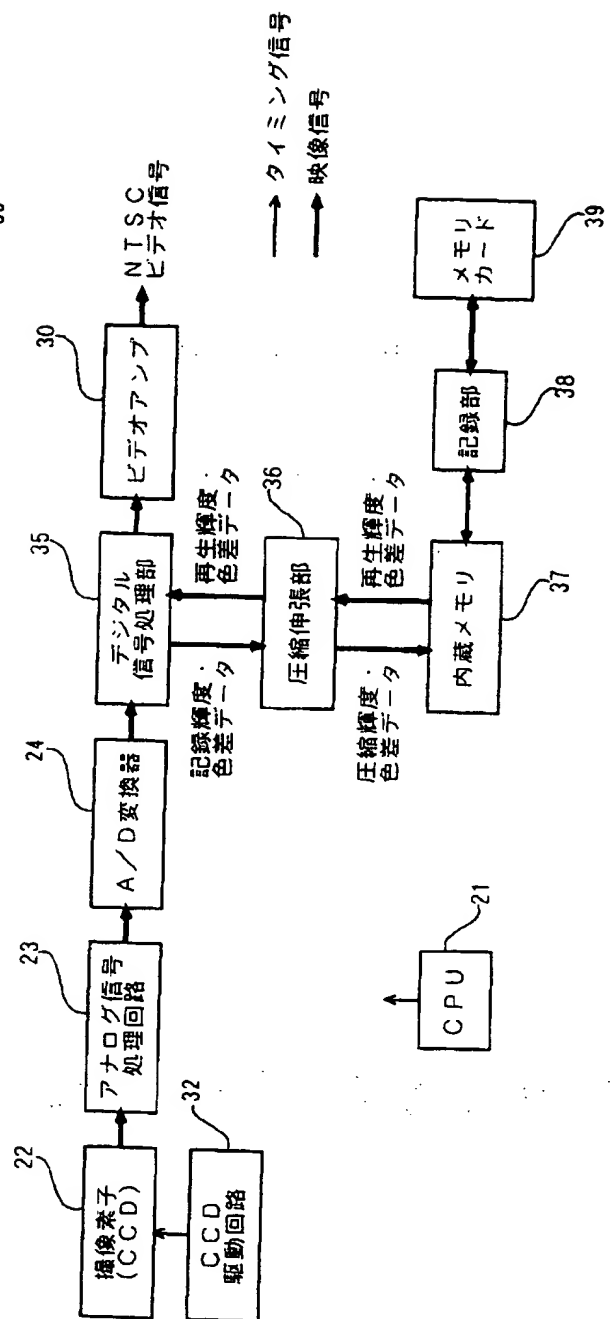 22
撮像素子
(CCD)
32
CCD
駆動回路
23
アナログ信号
処理回路
24
A/D変換器
35
デジタル
信号処理部
30
ビデオアンプ
NTSC
ビデオ信号
記録輝度・
色差データ
再生輝度・
色差データ
36
圧縮伸張部
圧縮輝度・
色差データ
再生輝度・
色差データ
内蔵メモリ
37
記録部
38
メモリ
カード
39
CPU
21
タイミング信号
映像信号